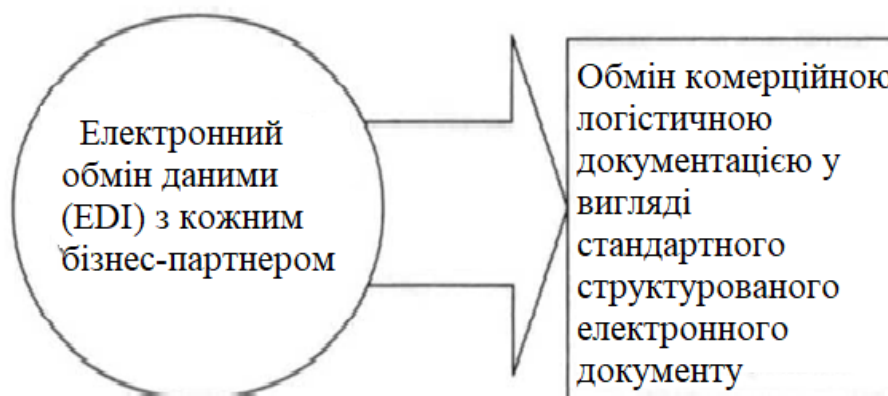 Електронний
обмін даними
(EDI) з кожним
бізнес-партнером
Обмін комерційною
логістичною
документацією у
вигляді
стандартного
структурованого
електронного
документу